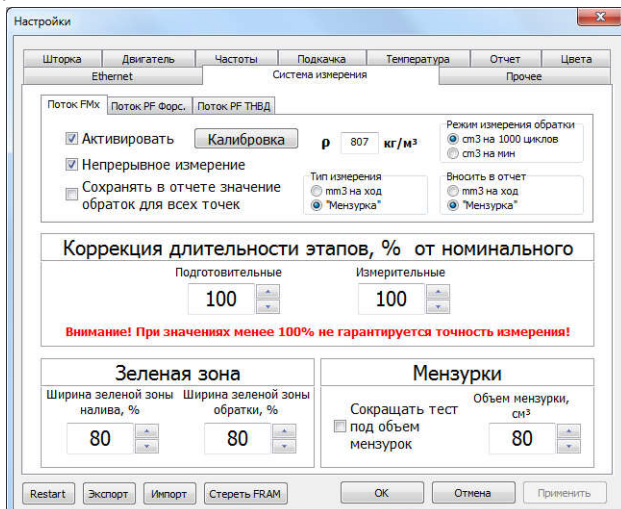 Настройки
Шторка Двигатель Частоты Подкачка Температура Отчет Цвета
Ethernet Система измерения Прочее
Поток FMx Поток PF Форс. Поток PF ТНВД
Активировать Калибровка ρ 807 кг/м³
Режим измерения обратки
cm3 на 1000 циклов
cm3 на мин
Непрерывное измерение
Сохранять в отчете значение
обраток для всех точек
Тип измерения
mm3 на ход
"Мензурка"
Вносить в отчет
mm3 на ход
"Мензурка"
Коррекция длительности этапов, % от номинального
Подготовительные Измерительные
100 100
Внимание! При значениях менее 100% не гарантируется точность измерения!
Зеленая зона
Ширина зеленой зоны
налива, %
80
Ширина зеленой зоны
обратки, %
80
Мензурки
Сокращать тест
под объем
мензурок
Объем мензурки,
см³
80
Restart Экспорт Импорт Стереть FRAM ОК Отмена Применить